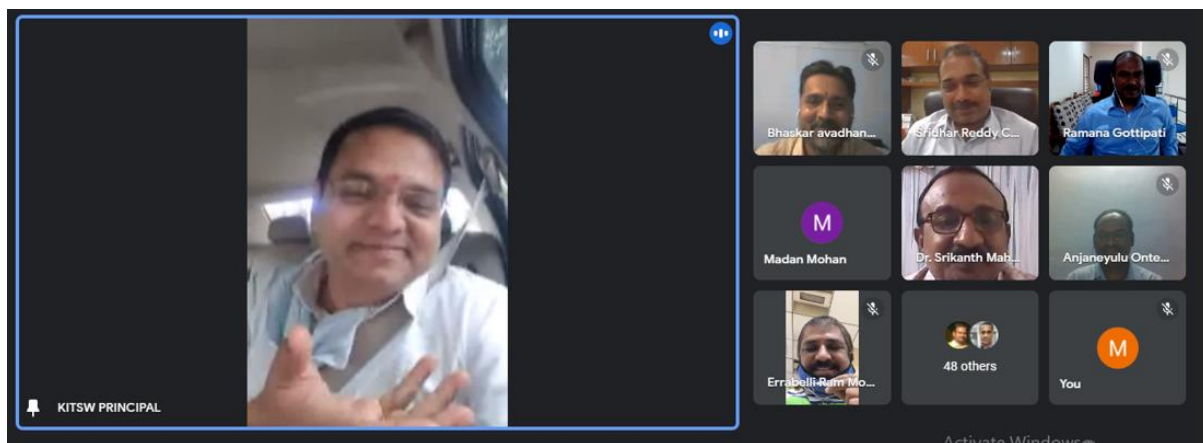 KITSW PRINCIPAL
Bhaskar avadhan...
Sridhar Reddy C...
Ramana Gottipati
M
Madan Mohan
Dr. Srikanth Mah...
Anjaneyulu Onte...
Errabelli Ram Mo...
48 others
M
You
Activate Windows